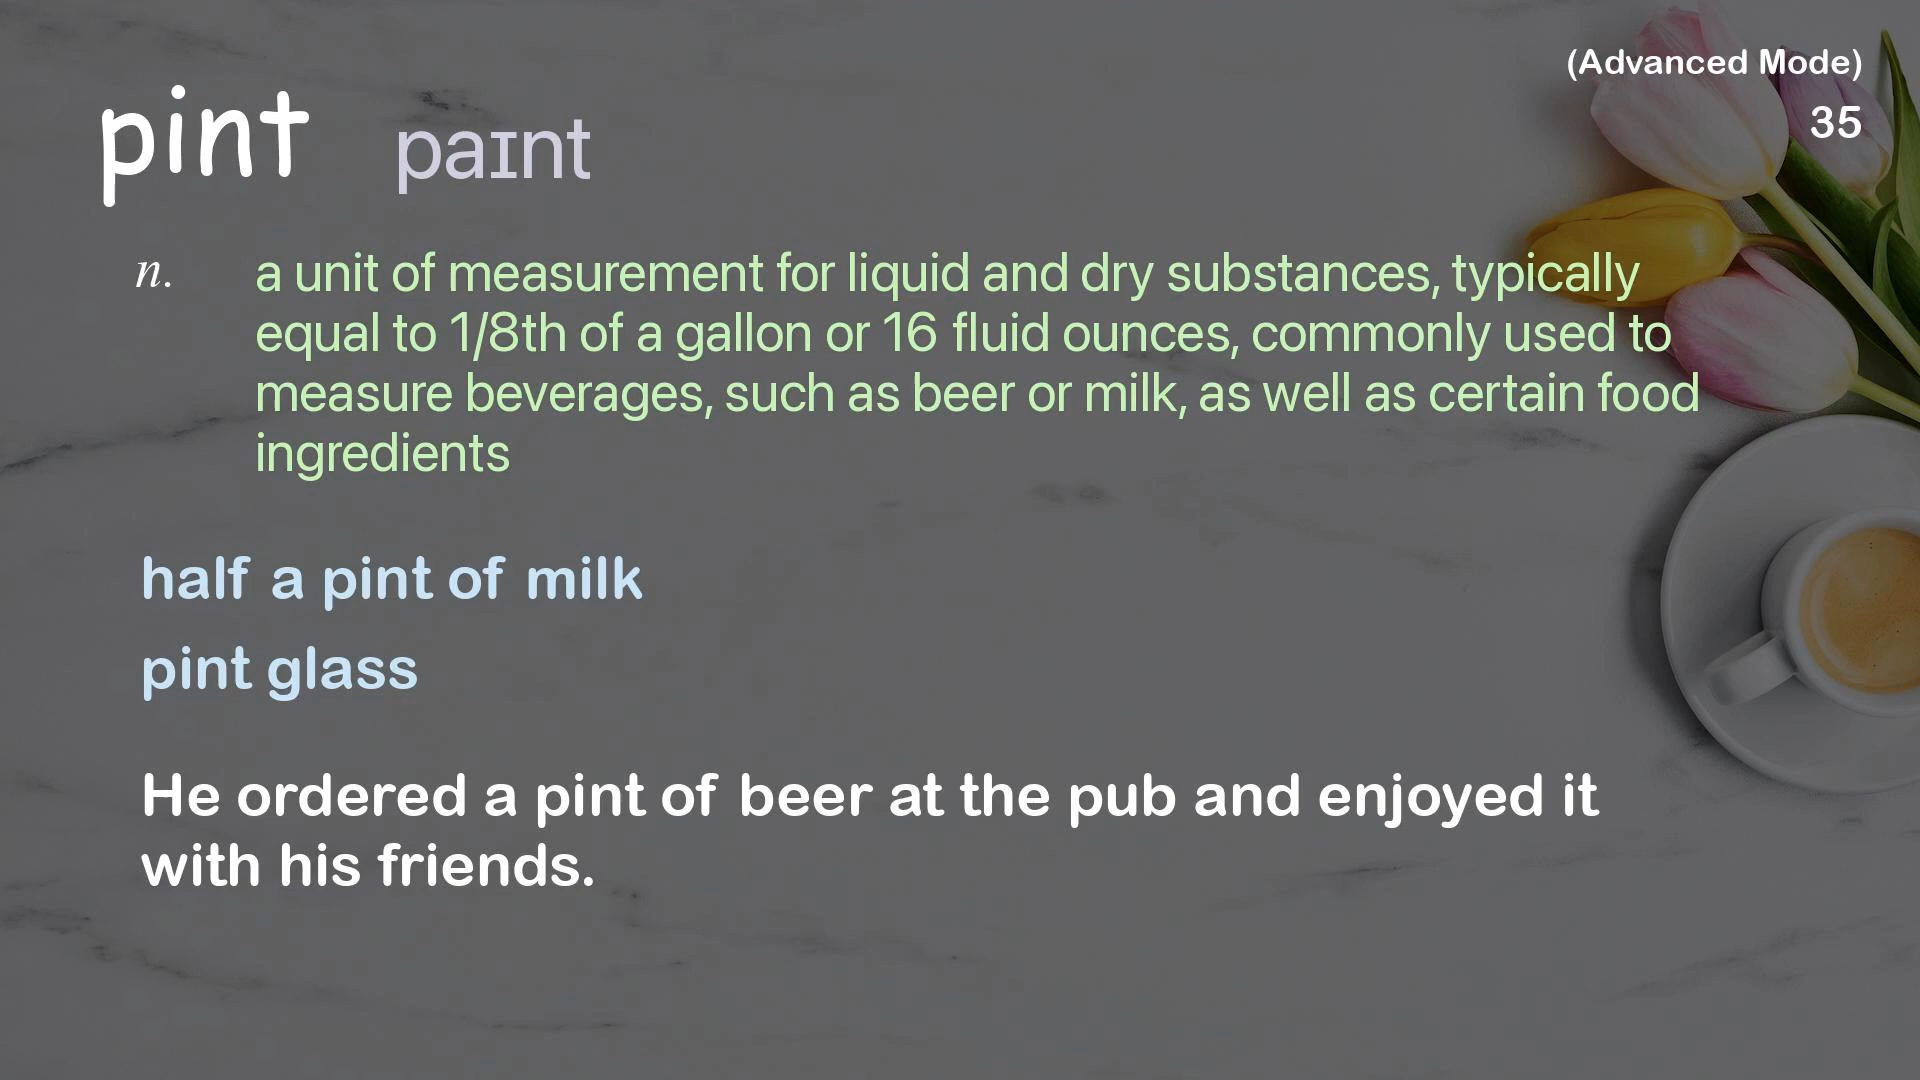 (Advanced Mode)
35
pint paɪnt
n. a unit of measurement for liquid and dry substances, typically
equal to 1/8th of a gallon or 16 fluid ounces, commonly used to
measure beverages, such as beer or milk, as well as certain food
ingredients
half a pint of milk
pint glass
He ordered a pint of beer at the pub and enjoyed it
with his friends.